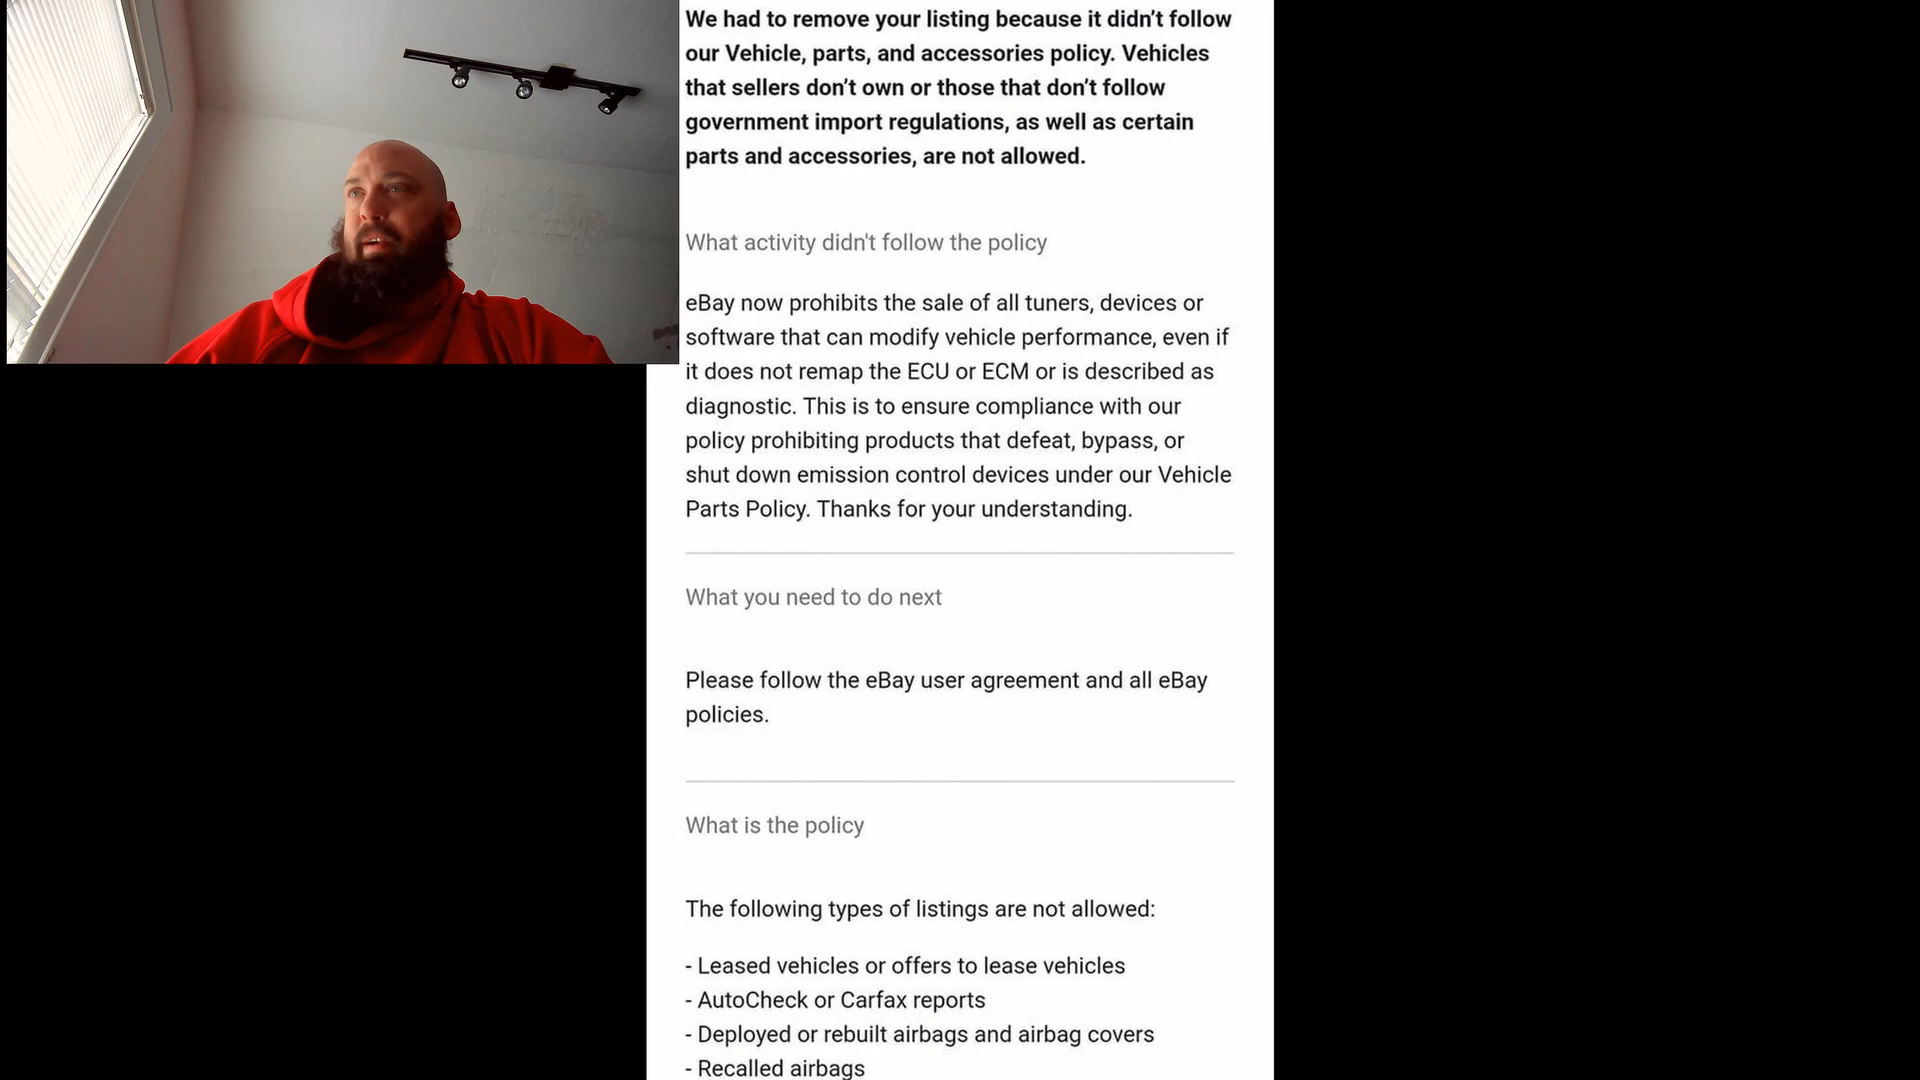 We had to remove your listing because it didn’t follow
our Vehicle, parts, and accessories policy. Vehicles
that sellers don’t own or those that don’t follow
government import regulations, as well as certain
parts and accessories, are not allowed.
What activity didn't follow the policy
eBay now prohibits the sale of all tuners, devices or
software that can modify vehicle performance, even if
it does not remap the ECU or ECM or is described as
diagnostic. This is to ensure compliance with our
policy prohibiting products that defeat, bypass, or
shut down emission control devices under our Vehicle
Parts Policy. Thanks for your understanding.
What you need to do next
Please follow the eBay user agreement and all eBay
policies.
What is the policy
The following types of listings are not allowed:
- Leased vehicles or offers to lease vehicles
- AutoCheck or Carfax reports
- Deployed or rebuilt airbags and airbag covers
- Recalled airbags